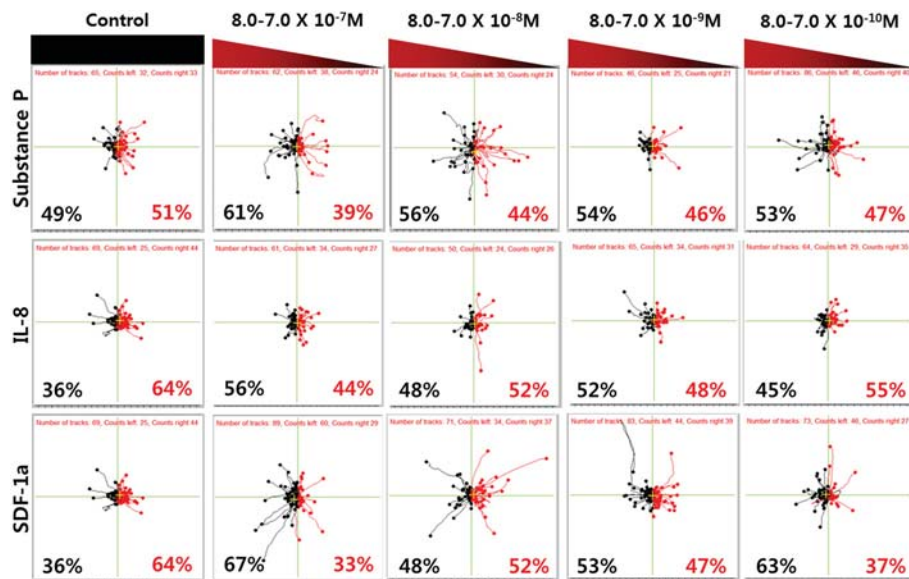 Control 8.0-7.0 X 10⁻⁷M 8.0-7.0 X 10⁻⁸M 8.0-7.0 X 10⁻⁹M 8.0-7.0 X 10⁻¹⁰M
Substance P
Number of tracks: 65, Counts left: 32, Counts right 33
49% 51%
Number of tracks: 62, Counts left: 38, Counts right 24
61% 39%
Number of tracks: 54, Counts left: 30, Counts right 24
56% 44%
Number of tracks: 46, Counts left: 25, Counts right 21
54% 46%
Number of tracks: 86, Counts left: 46, Counts right 40
53% 47%
IL-8
Number of tracks: 69, Counts left: 25, Counts right 44
36% 64%
Number of tracks: 61, Counts left: 34, Counts right 27
56% 44%
Number of tracks: 50, Counts left: 24, Counts right 26
48% 52%
Number of tracks: 65, Counts left: 34, Counts right 31
52% 48%
Number of tracks: 64, Counts left: 29, Counts right 35
45% 55%
SDF-1a
Number of tracks: 69, Counts left: 25, Counts right 44
36% 64%
Number of tracks: 89, Counts left: 60, Counts right 29
67% 33%
Number of tracks: 71, Counts left: 34, Counts right 37
48% 52%
Number of tracks: 83, Counts left: 44, Counts right 39
53% 47%
Number of tracks: 73, Counts left: 46, Counts right 27
63% 37%